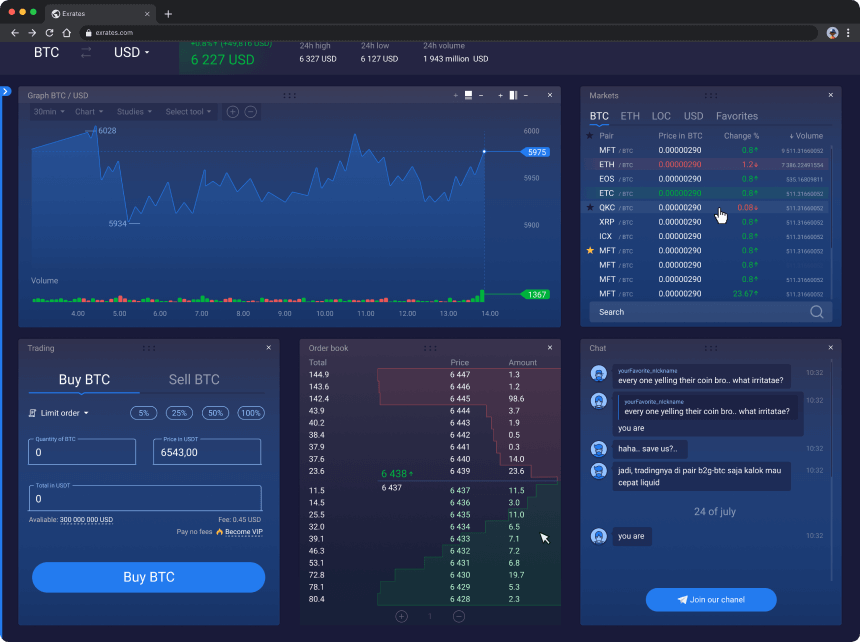 Exrates
exrates.com
BTC
USD
+0.8%↑ (+49,616 USD)
6 227 USD
24h high
6 327 USD
24h low
6 127 USD
24h volume
1 943 million USD
Graph BTC / USD
30min Chart Studies Select tool
6028
5934
6000
5975
5950
5900
Volume
1367
4.00 5.00 6.00 7.00 8.00 9.00 10.00 11.00 12.00 13.00 14.00
Markets
BTC ETH LOC USD Favorites
Pair Price in BTC Change % ↓ Volume
MFT / BTC 0.00000290 0.8↑ 9 511.31660052
ETH / BTC 0.00000290 1.2↓ 7 386.22491554
EOS / BTC 0.00000290 0.8↑ 535.16809811
ETC / BTC 0.00000290 0.8↑ 511.31660052
QKC / BTC 0.00000290 0.08↓ 511.31660052
XRP / BTC 0.00000290 0.8↑ 511.31660052
ICX / BTC 0.00000290 0.8↑ 511.31660052
MFT / BTC 0.00000290 0.8↑ 511.31660052
MFT / BTC 0.00000290 0.8↑
MFT / BTC 0.00000290 0.8↑ 511.31660052
MFT / BTC 0.00000290 23.67↑ 511.31660052
Search
Trading
Buy BTC Sell BTC
Limit order 5% 25% 50% 100%
Quantity of BTC
0
Price in USDT
6543,00
Total in USDT
0
Avaliable: 300 000 000 USD Fee: 0.45 USD
Pay no fees Become VIP
Buy BTC
Order book
Total Price Amount
144.9 6 447 1.3
143.6 6 446 1.2
142.4 6 445 98.6
43.9 6 444 3.7
40.2 6 443 1.9
38.4 6 442 0.5
37.9 6 441 0.3
37.6 6 440 14.0
23.6 6 439 23.6
6 438 ↑
6 437
11.5 6 437 11.5
14.5 6 436 3.0
25.5 6 435 11.0
32.0 6 434 6.5
39.1 6 433 7.1
46.3 6 432 7.2
53.1 6 431 6.8
72.8 6 430 19.7
78.1 6 429 5.3
80.4 6 428 2.3
1
Chat
yourFavorite_nickname
every one yelling their coin bro.. what irritatae?
10:32
yourFavorite_nickname
every one yelling their coin bro.. what irritatae?
you are
10:32
haha.. save us?..
10:32
jadi, tradingnya di pair b2g-btc saja kalok mau
cepat liquid
10:32
24 of july
you are
10:32
Join our chanel